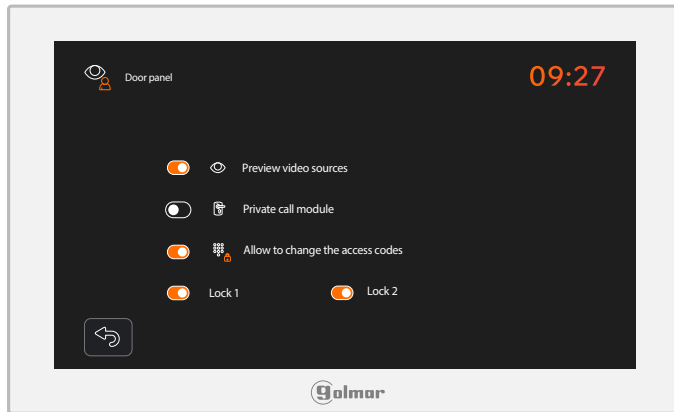 Door panel
09:27
Preview video sources
Private call module
Allow to change the access codes
Lock 1 Lock 2
golmar